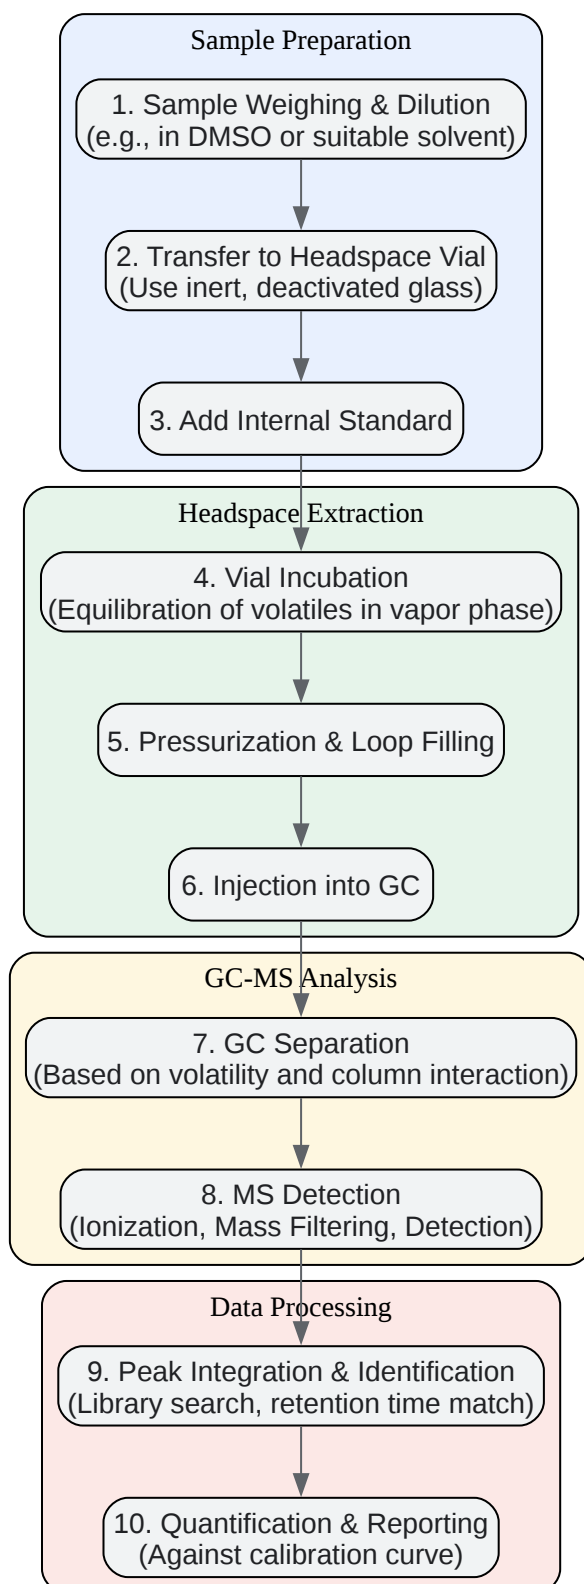 Sample Preparation
1. Sample Weighing & Dilution
(e.g., in DMSO or suitable solvent)
2. Transfer to Headspace Vial
(Use inert, deactivated glass)
3. Add Internal Standard
Headspace Extraction
4. Vial Incubation
(Equilibration of volatiles in vapor phase)
5. Pressurization & Loop Filling
6. Injection into GC
GC-MS Analysis
7. GC Separation
(Based on volatility and column interaction)
8. MS Detection
(Ionization, Mass Filtering, Detection)
Data Processing
9. Peak Integration & Identification
(Library search, retention time match)
10. Quantification & Reporting
(Against calibration curve)